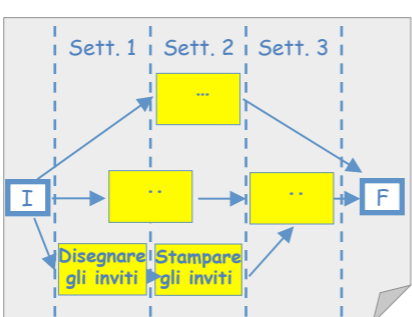 Sett. 1 Sett. 2 Sett. 3
...
I
..
..
F
Disegnare
gli inviti
Stampare
gli inviti